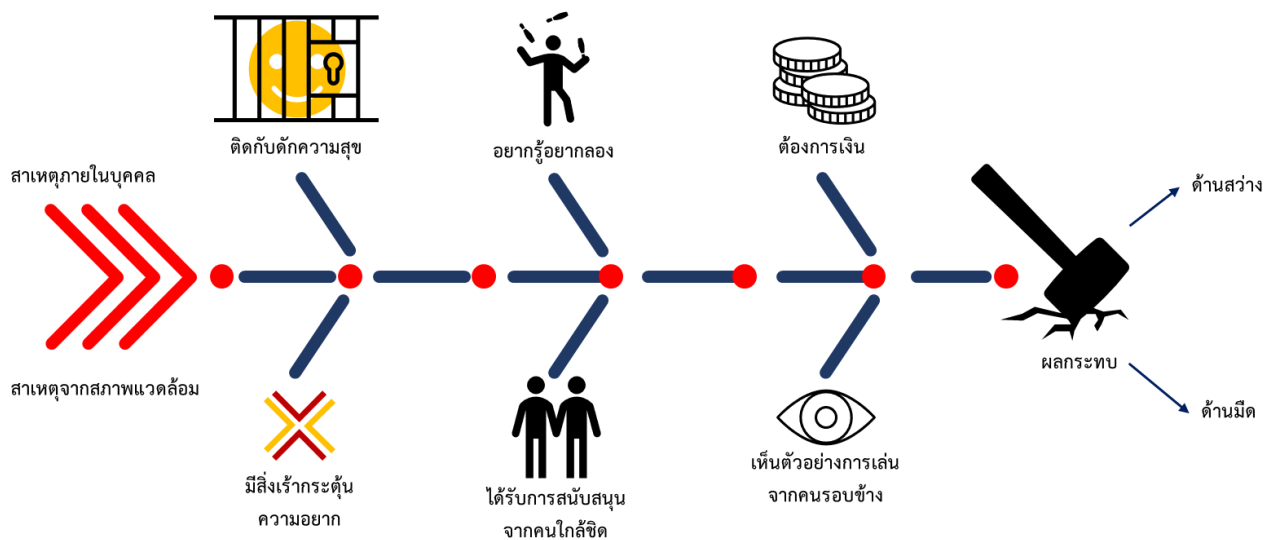 ติดกับดักความสุข
อยากรู้อยากลอง
ต้องการเงิน
สาเหตุภายในบุคคล
ด้านสว่าง
ผลกระทบ
สาเหตุจากสภาพแวดล้อม
ด้านมืด
มีสิ่งเร้ากระตุ้น
ความอยาก
ได้รับการสนับสนุน
จากคนใกล้ชิด
เห็นตัวอย่างการเล่น
จากคนรอบข้าง